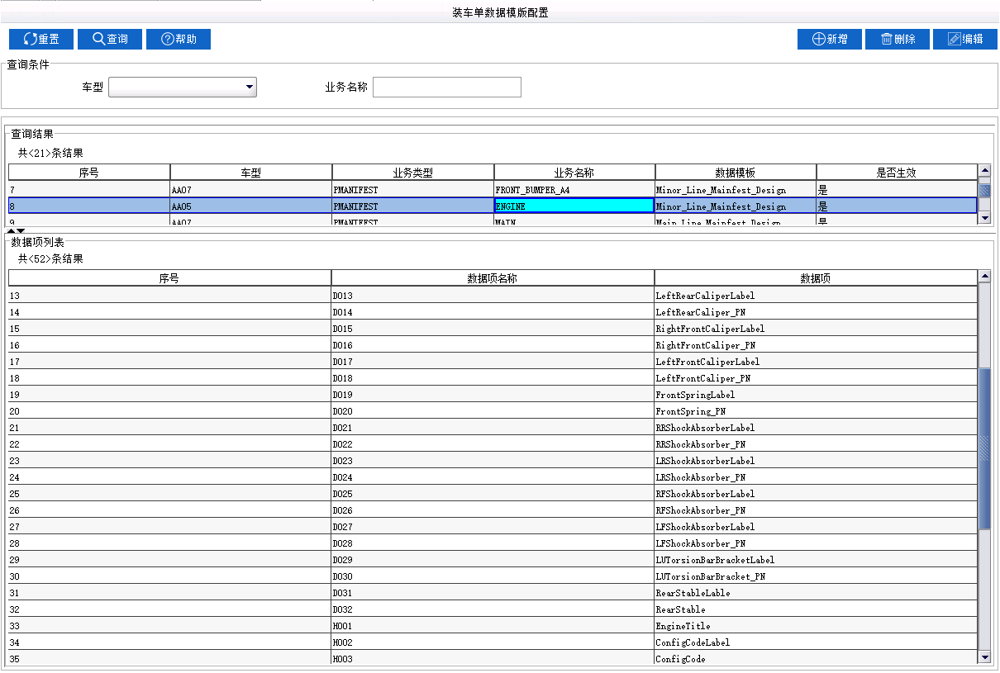 装车单数据模版配置
重置 查询 帮助 新增 删除 编辑
查询条件
车型 业务名称
查询结果
共<21>条结果
序号 车型 业务类型 业务名称 数据模板 是否生效
7 AA07 PMANIFEST FRONT_BUMPER_A4 Minor_Line_Mainfest_Design 是
8 AA05 PMANIFEST ENGINE Minor_Line_Mainfest_Design 是
9 AA07 PMANIFEST MAIN Main_Line_Mainfest_Design 是
数据项列表
共<52>条结果
序号 数据项名称 数据项
13 D013 LeftRearCaliperLabel
14 D014 LeftRearCaliper_PN
15 D015 RightFrontCaliperLabel
16 D016 RightFrontCaliper_PN
17 D017 LeftFrontCaliperLabel
18 D018 LeftFrontCaliper_PN
19 D019 FrontSpringLabel
20 D020 FrontSpring_PN
21 D021 RRShockAbsorberLabel
22 D022 RRShockAbsorber_PN
23 D023 LRShockAbsorberLabel
24 D024 LRShockAbsorber_PN
25 D025 RFShockAbsorberLabel
26 D026 RFShockAbsorber_PN
27 D027 LFShockAbsorberLabel
28 D028 LFShockAbsorber_PN
29 D029 LUTorsionBarBracketLabel
30 D030 LUTorsionBarBracket_PN
31 D031 RearStableLable
32 D032 RearStable
33 H001 EngineTitle
34 H002 ConfigCodeLabel
35 H003 ConfigCode